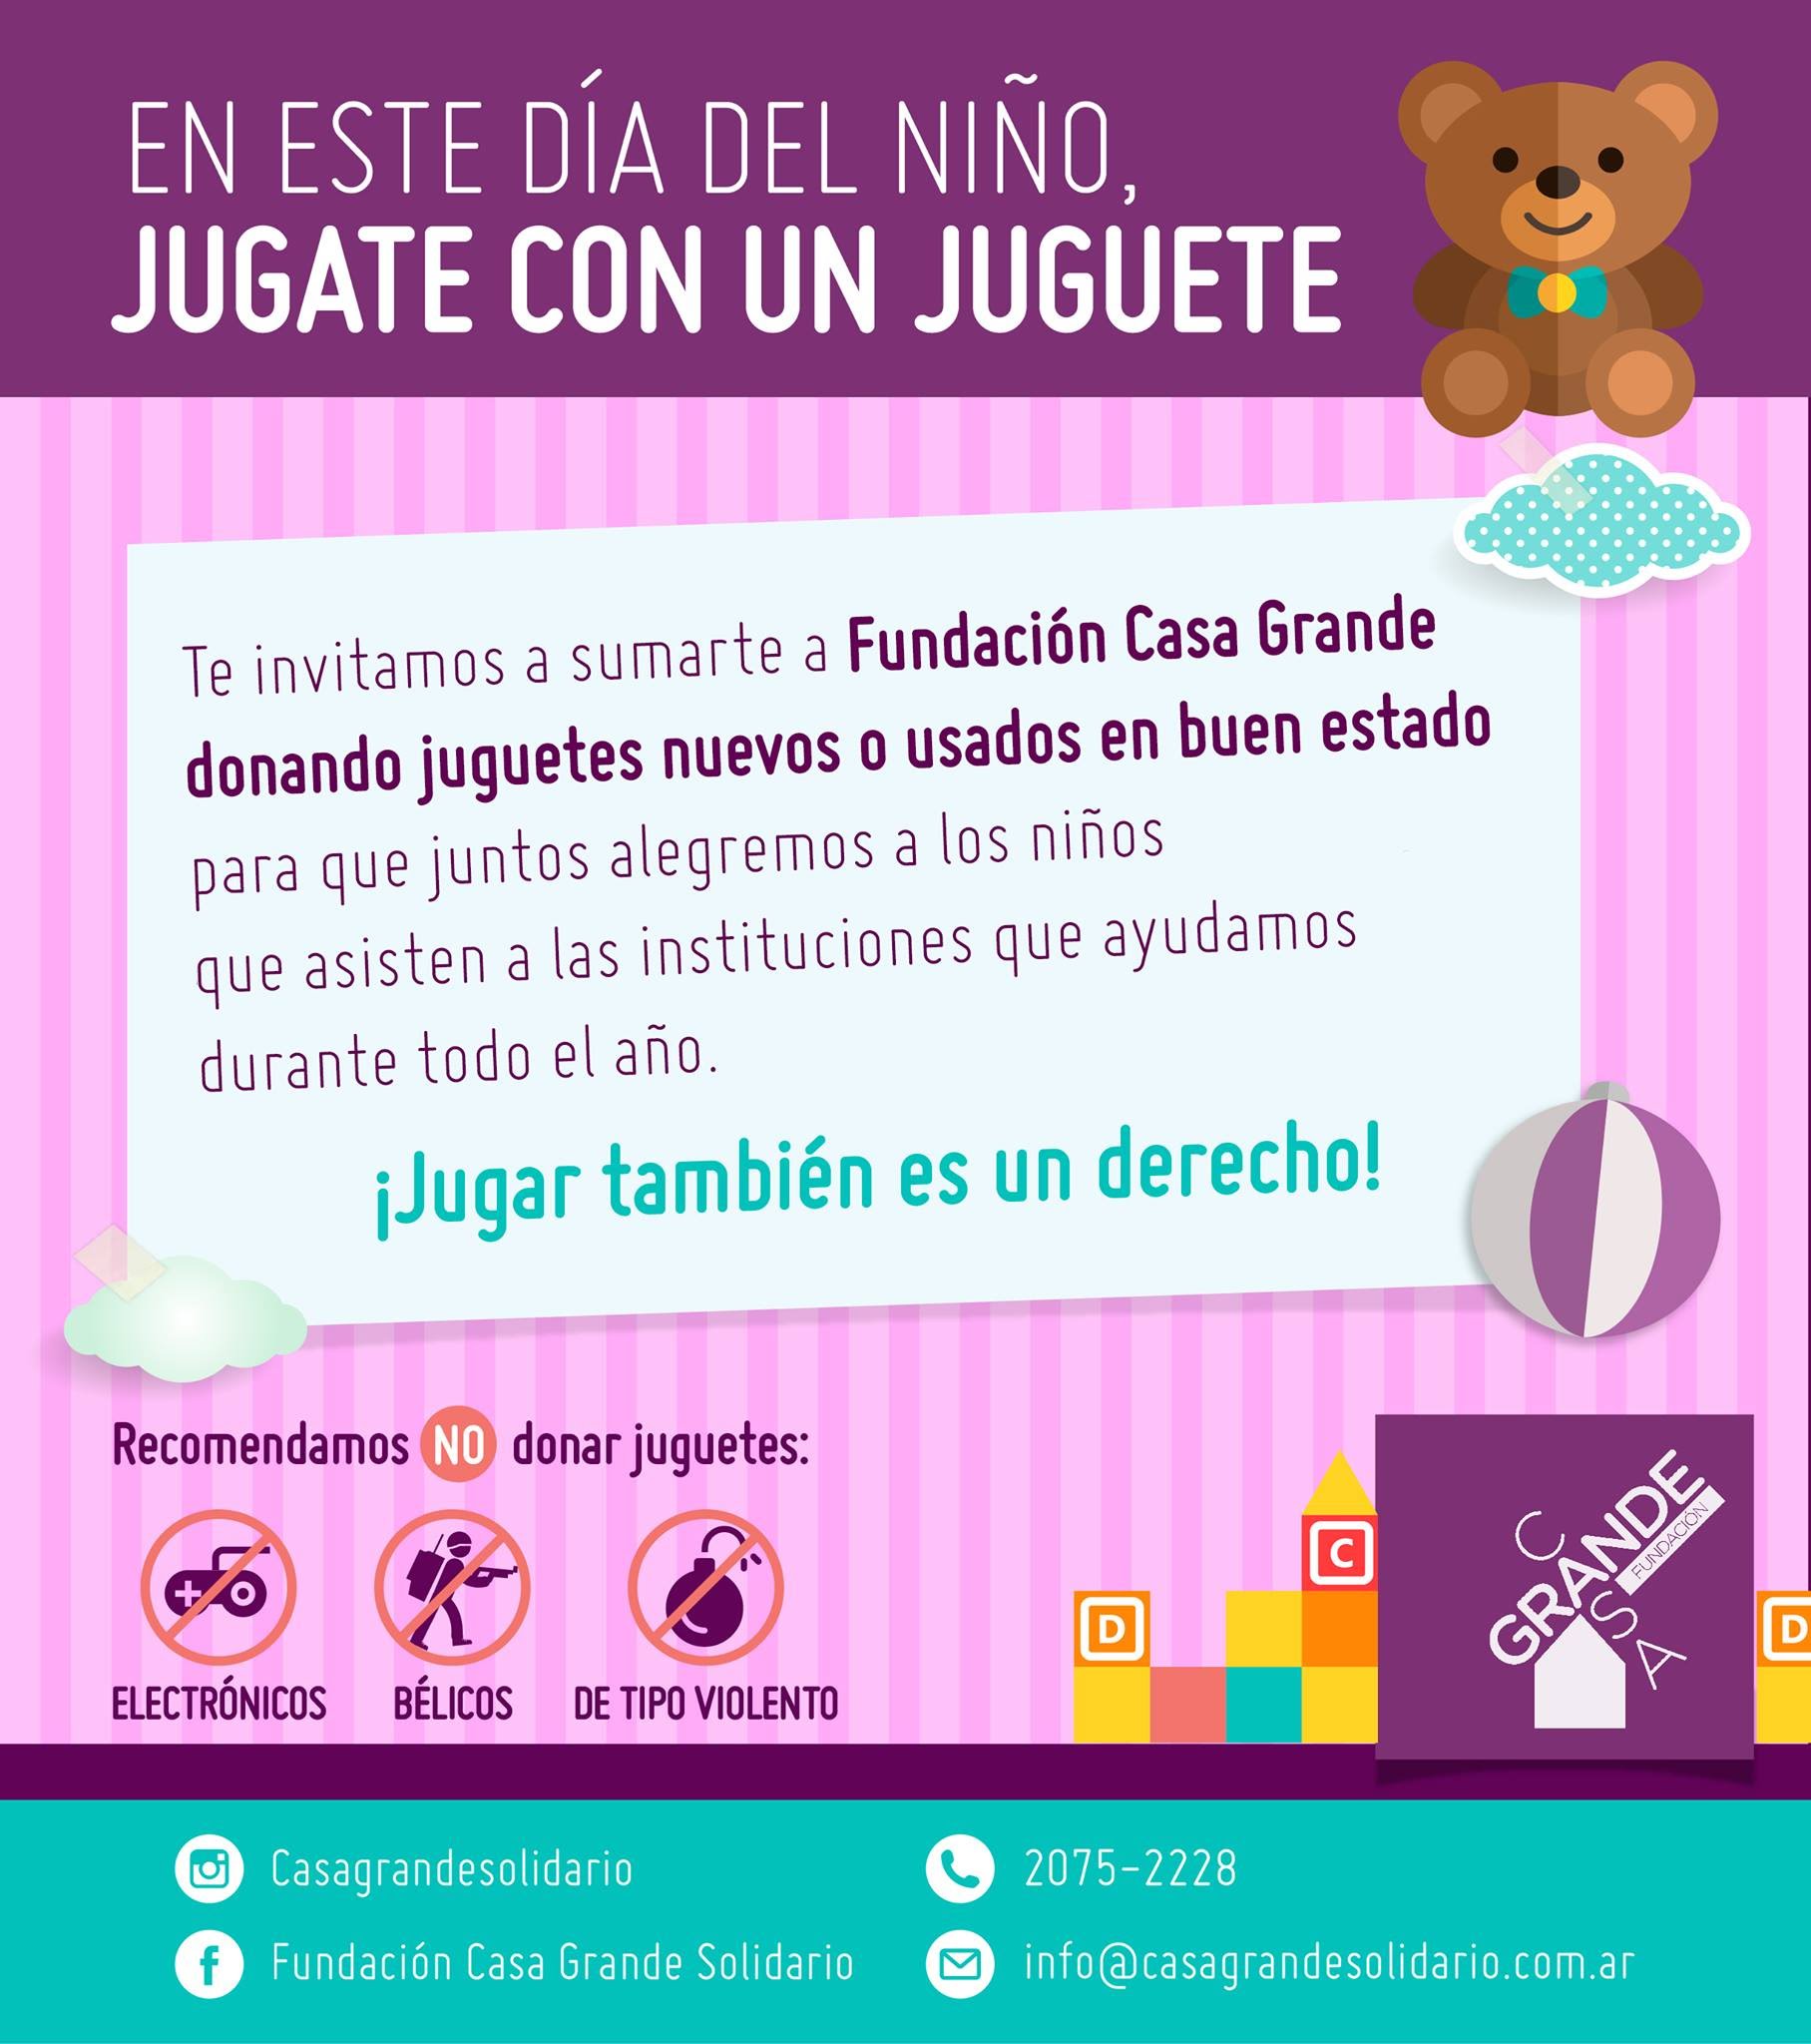 EN ESTE DÍA DEL NIÑO,
JUGATE CON UN JUGUETE
Te invitamos a sumarte a Fundación Casa Grande
donando juguetes nuevos o usados en buen estado
para que juntos alegremos a los niños
que asisten a las instituciones que ayudamos
durante todo el año.
¡Jugar también es un derecho!
Recomendamos NO donar juguetes:
ELECTRÓNICOS BÉLICOS DE TIPO VIOLENTO
C
D
D
CASA
GRANDE
FUNDACIÓN
Casagrandesolidario
2075-2228
Fundación Casa Grande Solidario
info@casagrandesolidario.com.ar